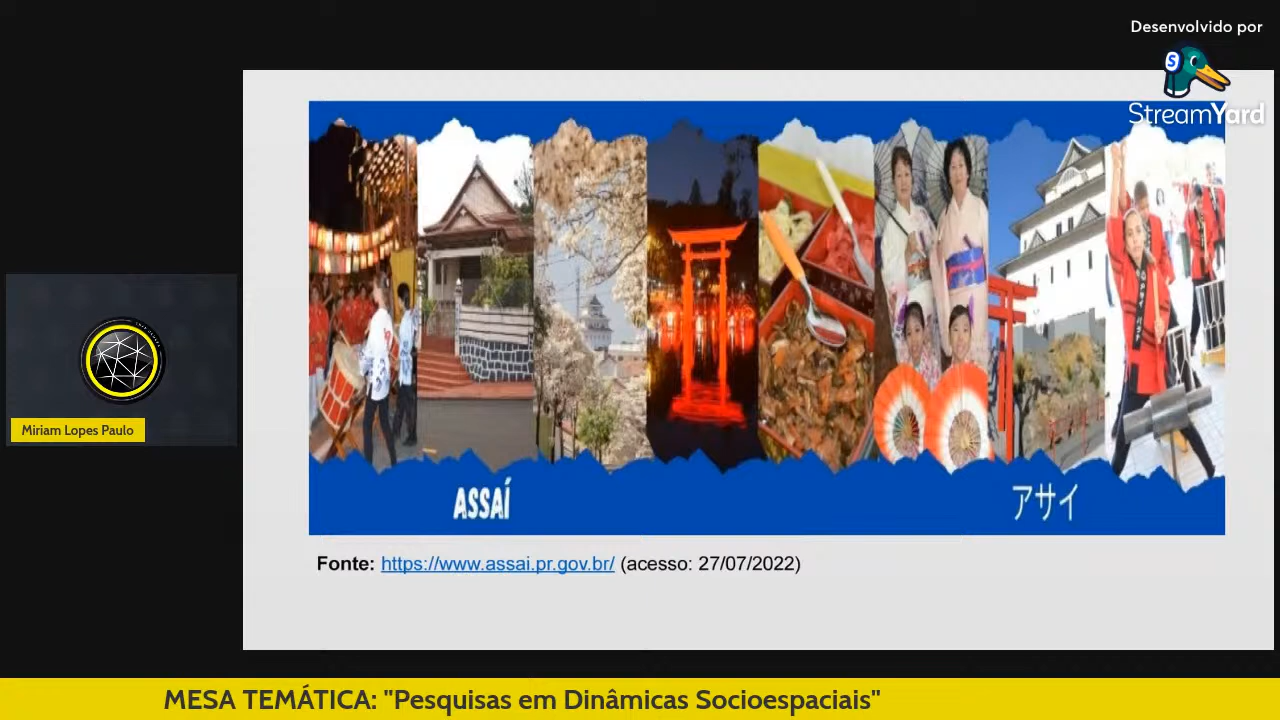 Desenvolvido por
StreamYard
ASSAÍ
アサイ
Fonte: https://www.assai.pr.gov.br/ (acesso: 27/07/2022)
Miriam Lopes Paulo
MESA TEMÁTICA: "Pesquisas em Dinâmicas Socioespaciais"